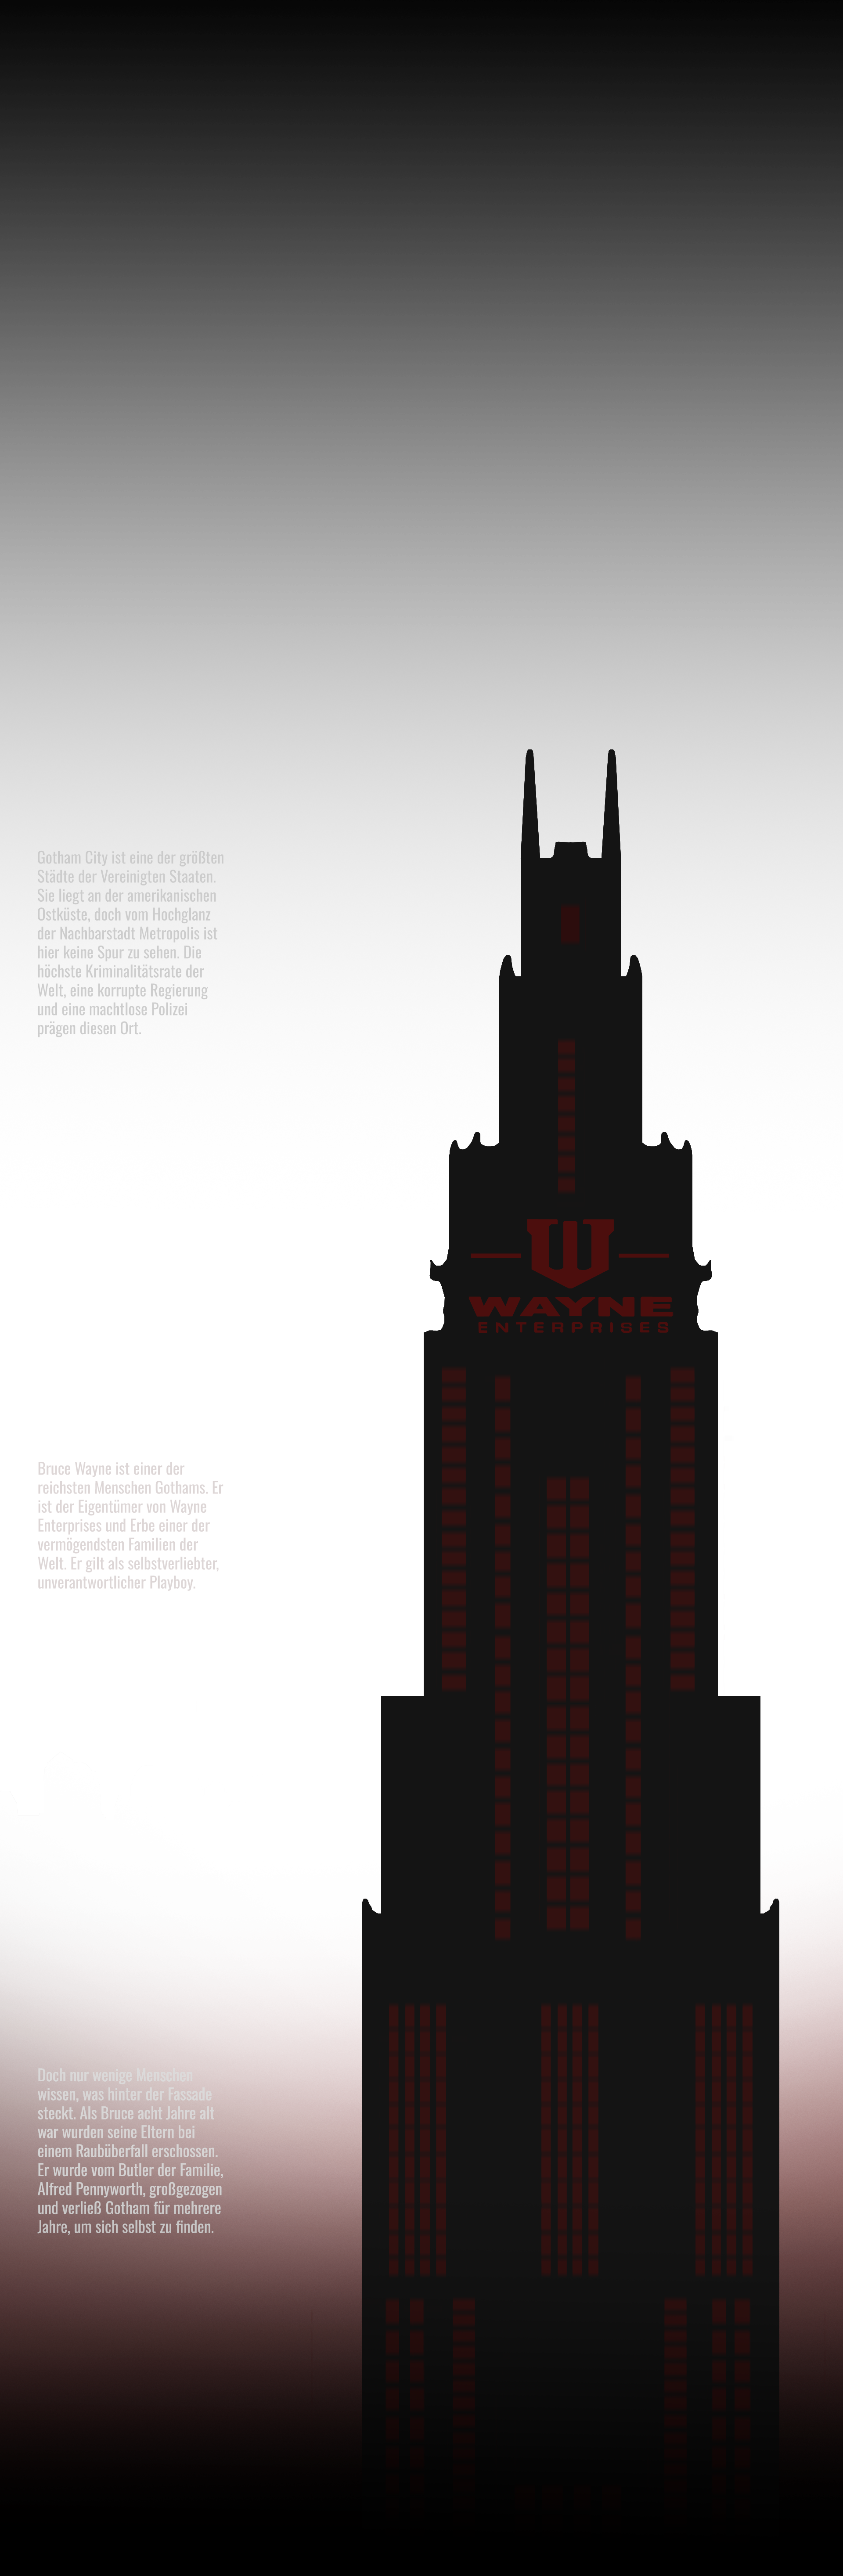 Gotham City ist eine der größten
Städte der Vereinigten Staaten.
Sie liegt an der amerikanischen
Ostküste, doch vom Hochglanz
der Nachbarstadt Metropolis ist
hier keine Spur zu sehen. Die
höchste Kriminalitätsrate der
Welt, eine korrupte Regierung
und eine machtlose Polizei
prägen diesen Ort.
W
WAYNE
ENTERPRISES
Bruce Wayne ist einer der
reichsten Menschen Gothams. Er
ist der Eigentümer von Wayne
Enterprises und Erbe einer der
vermögendsten Familien der
Welt. Er gilt als selbstverliebter,
unverantwortlicher Playboy.
Doch nur wenige Menschen
wissen, was hinter der Fassade
steckt. Als Bruce acht Jahre alt
war wurden seine Eltern bei
einem Raubüberfall erschossen.
Er wurde vom Butler der Familie,
Alfred Pennyworth, großgezogen
und verließ Gotham für mehrere
Jahre, um sich selbst zu finden.